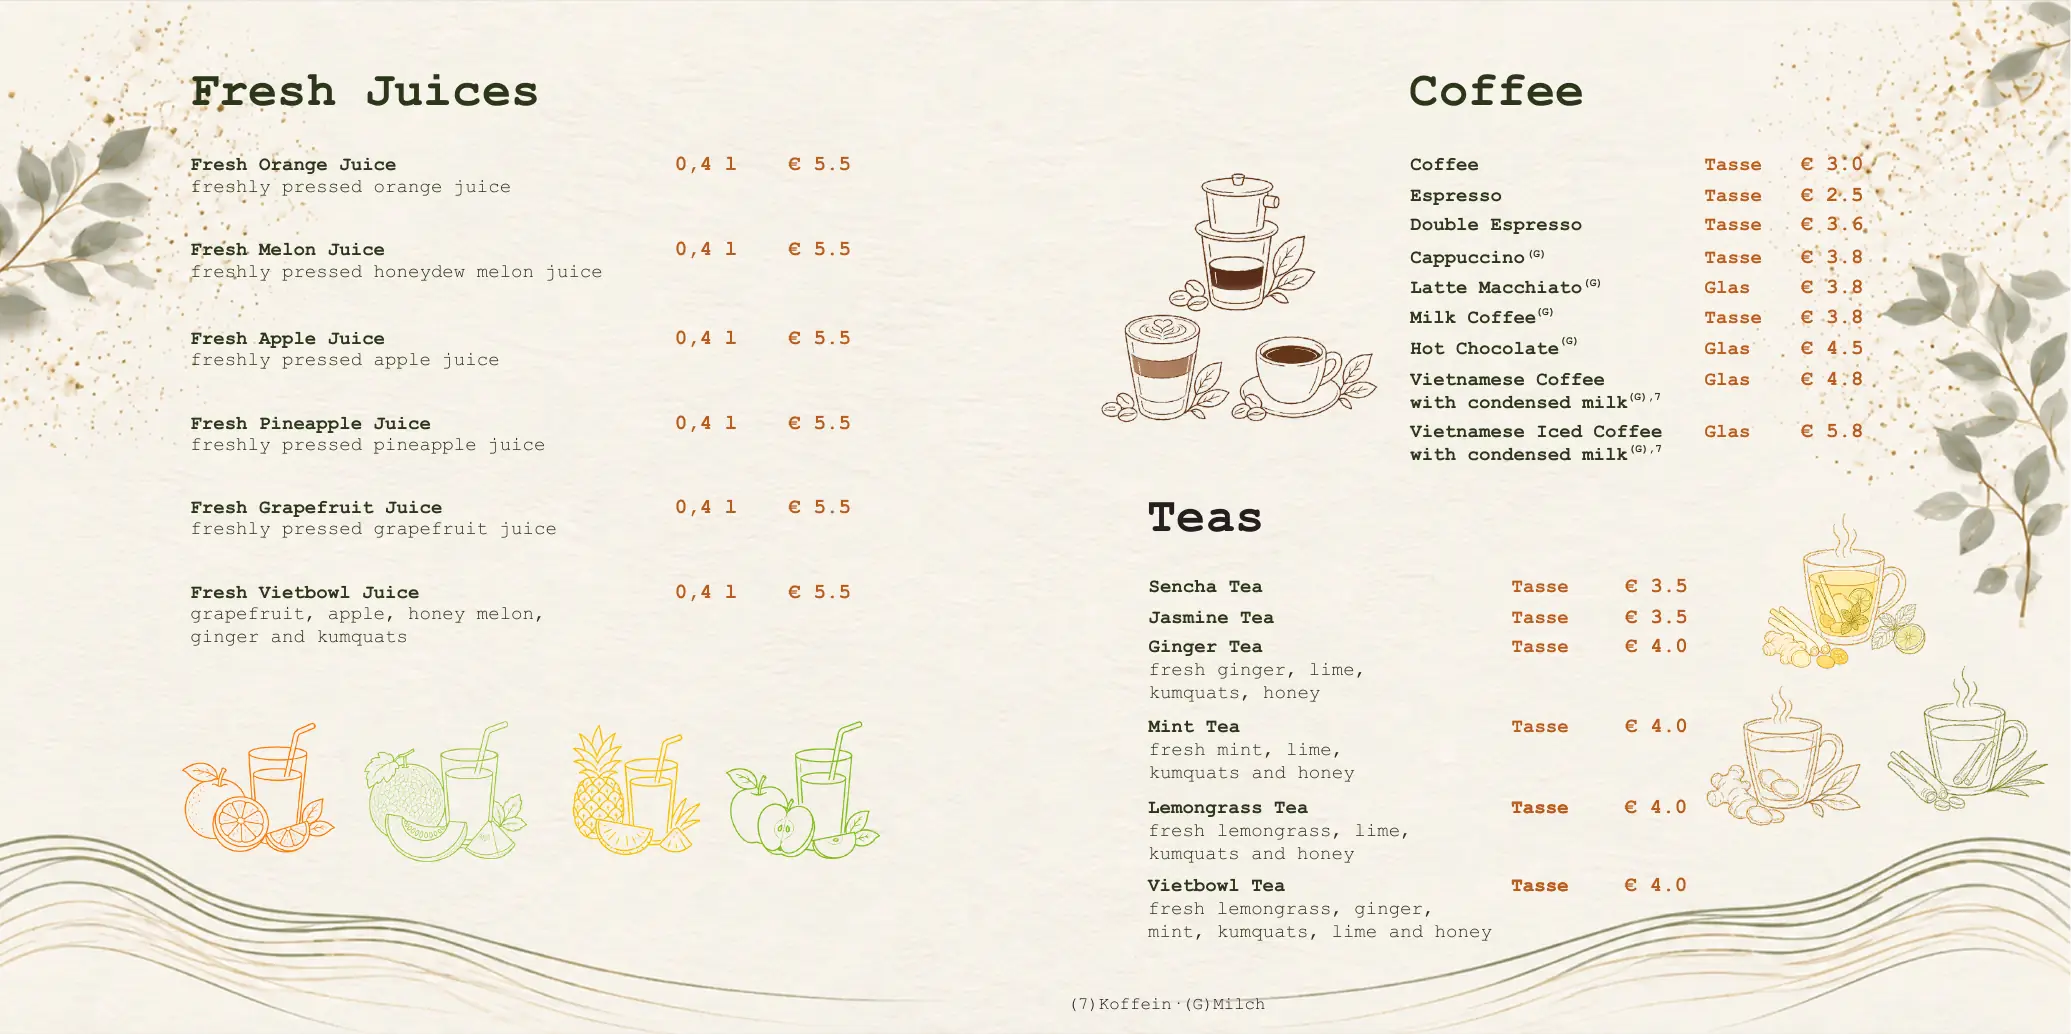 Fresh Juices
Fresh Orange Juice 0,4 l € 5.5
freshly pressed orange juice
Fresh Melon Juice 0,4 l € 5.5
freshly pressed honeydew melon juice
Fresh Apple Juice 0,4 l € 5.5
freshly pressed apple juice
Fresh Pineapple Juice 0,4 l € 5.5
freshly pressed pineapple juice
Fresh Grapefruit Juice 0,4 l € 5.5
freshly pressed grapefruit juice
Fresh Vietbowl Juice 0,4 l € 5.5
grapefruit, apple, honey melon,
ginger and kumquats
Coffee
Coffee Tasse € 3.0
Espresso Tasse € 2.5
Double Espresso Tasse € 3.6
Cappuccino (G) Tasse € 3.8
Latte Macchiato (G) Glas € 3.8
Milk Coffee (G) Tasse € 3.8
Hot Chocolate (G) Glas € 4.5
Vietnamese Coffee Glas € 4.8
with condensed milk (G),7
Vietnamese Iced Coffee Glas € 5.8
with condensed milk (G),7
Teas
Sencha Tea Tasse € 3.5
Jasmine Tea Tasse € 3.5
Ginger Tea Tasse € 4.0
fresh ginger, lime,
kumquats, honey
Mint Tea Tasse € 4.0
fresh mint, lime,
kumquats and honey
Lemongrass Tea Tasse € 4.0
fresh lemongrass, lime,
kumquats and honey
Vietbowl Tea Tasse € 4.0
fresh lemongrass, ginger,
mint, kumquats, lime and honey
(7)Koffein·(G)Milch